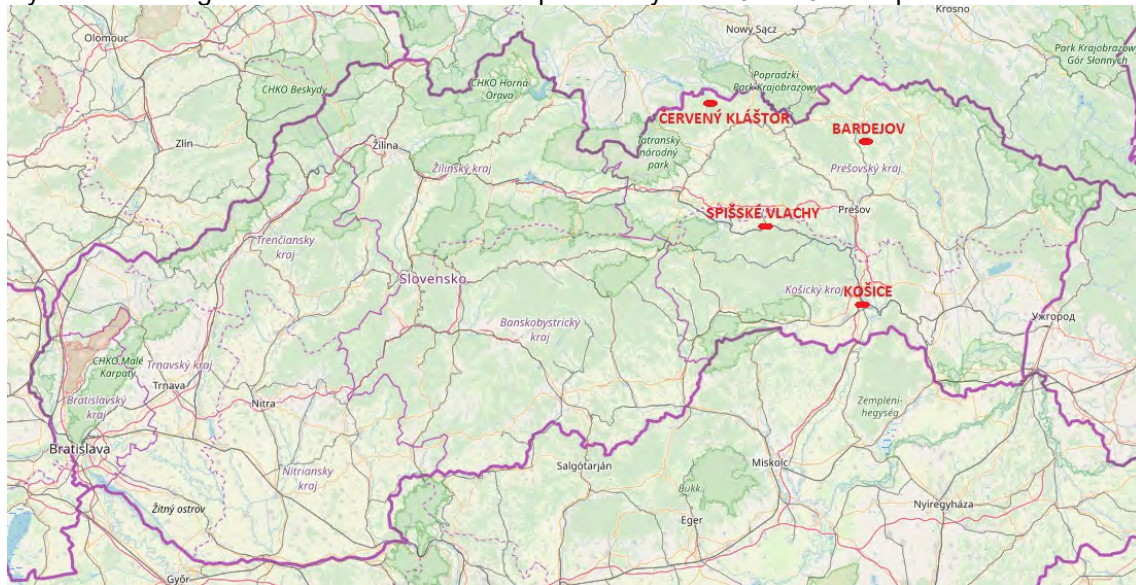 Krosno
Olomouc
Nowy Sącz
Park Krajobrazowy
Gór Słonnych
CHKO Beskydy
CHKO Horná
Orava
Popradzki
Park Krajobrazowy
ČERVENÝ KLÁŠTOR
BARDEJOV
Zlín
Žilina
Tatranský
národný
park
Žilinský kraj
Prešovský kraj
SPIŠSKÉ VLACHY
Prešov
Trenčiansky
kraj
Slovensko
Košický kraj
KOŠICE
Ужгород
Banskobystrický
kraj
CHKO Malé
Karpaty
Trnavský kraj
Trnava
Nitra
Bratislavský
kraj
Zempléni-
hegység
Bratislava
Salgótarján
Miskolc
Nitriansky
kraj
Bükk
Žitný ostrov
Nyíregyháza
Eger
Győr